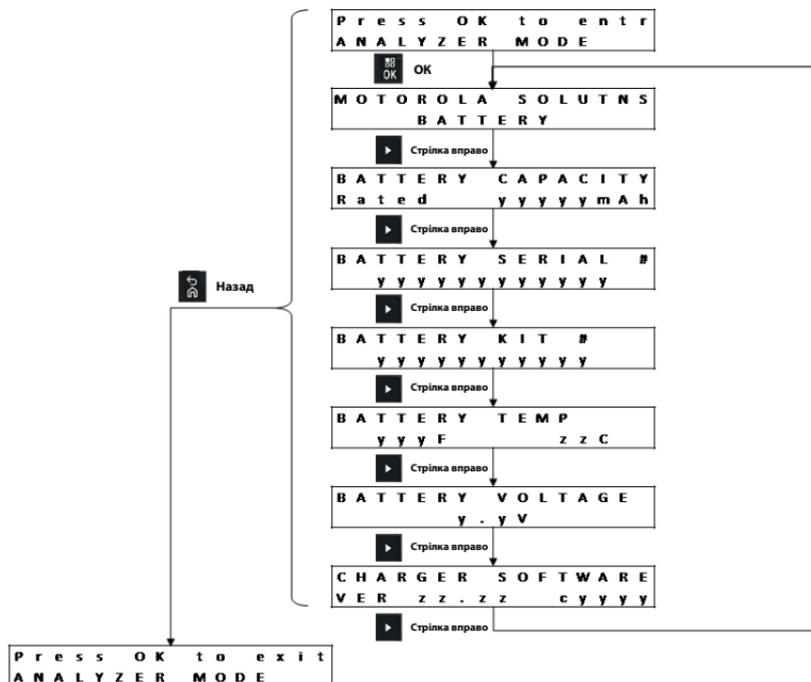 Press OK to entr
ANALYZER MODE
OK
OK
MOTOROLA SOLUTNS
BATTERY
Стрілка вправо
BATTERY CAPACITY
Rated yyyyymAh
Стрілка вправо
BATTERY SERIAL #
yyyyyyyyyyyy
Стрілка вправо
Назад
BATTERY KIT #
yyyyyyyyyyy
Стрілка вправо
BATTERY TEMP
yyyF zzC
Стрілка вправо
BATTERY VOLTAGE
y.yV
Стрілка вправо
CHARGER SOFTWARE
VER zz.zz cyyyy
Стрілка вправо
Press OK to exit
ANALYZER MODE